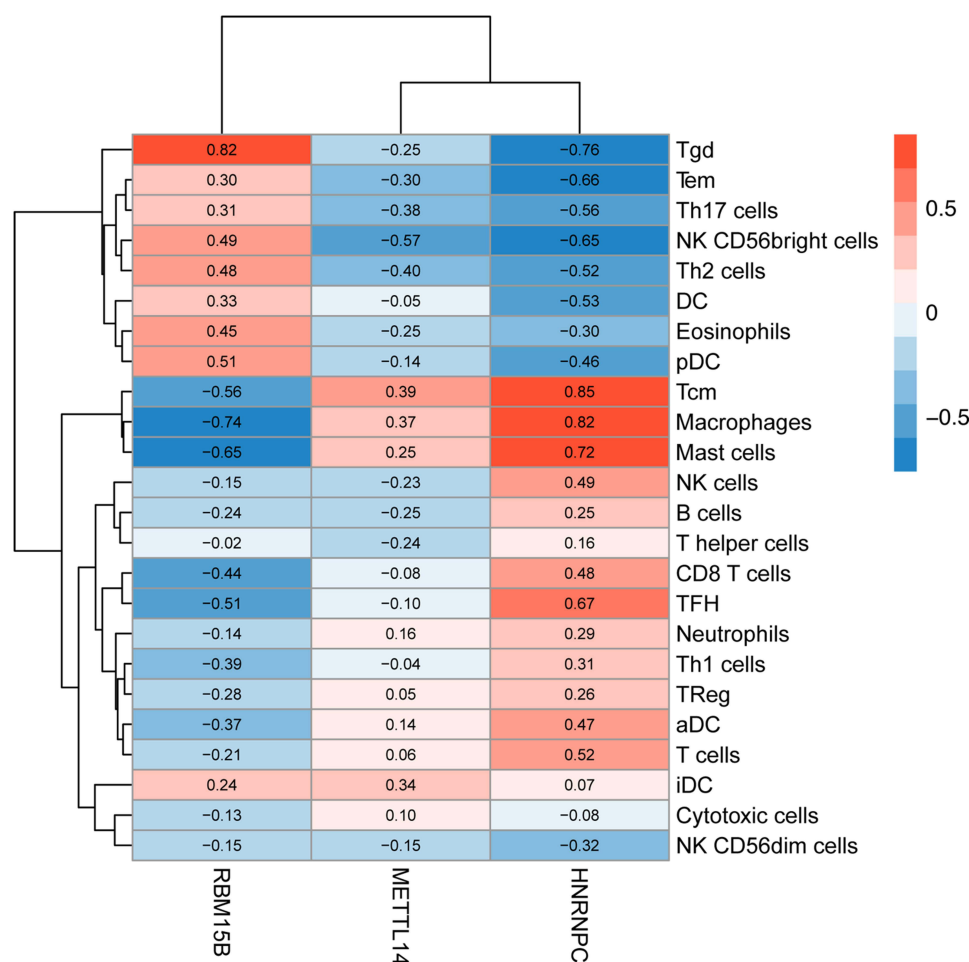 0.82 −0.25 −0.76 Tgd
0.30 −0.30 −0.66 Tem
0.31 −0.38 −0.56 Th17 cells
0.49 −0.57 −0.65 NK CD56bright cells
0.48 −0.40 −0.52 Th2 cells
0.33 −0.05 −0.53 DC
0.45 −0.25 −0.30 Eosinophils
0.51 −0.14 −0.46 pDC
−0.56 0.39 0.85 Tcm
−0.74 0.37 0.82 Macrophages
−0.65 0.25 0.72 Mast cells
−0.15 −0.23 0.49 NK cells
−0.24 −0.25 0.25 B cells
−0.02 −0.24 0.16 T helper cells
−0.44 −0.08 0.48 CD8 T cells
−0.51 −0.10 0.67 TFH
−0.14 0.16 0.29 Neutrophils
−0.39 −0.04 0.31 Th1 cells
−0.28 0.05 0.26 TReg
−0.37 0.14 0.47 aDC
−0.21 0.06 0.52 T cells
0.24 0.34 0.07 iDC
−0.13 0.10 −0.08 Cytotoxic cells
−0.15 −0.15 −0.32 NK CD56dim cells
RBM15B
METTL14
HNRNPC
0.5
0
−0.5